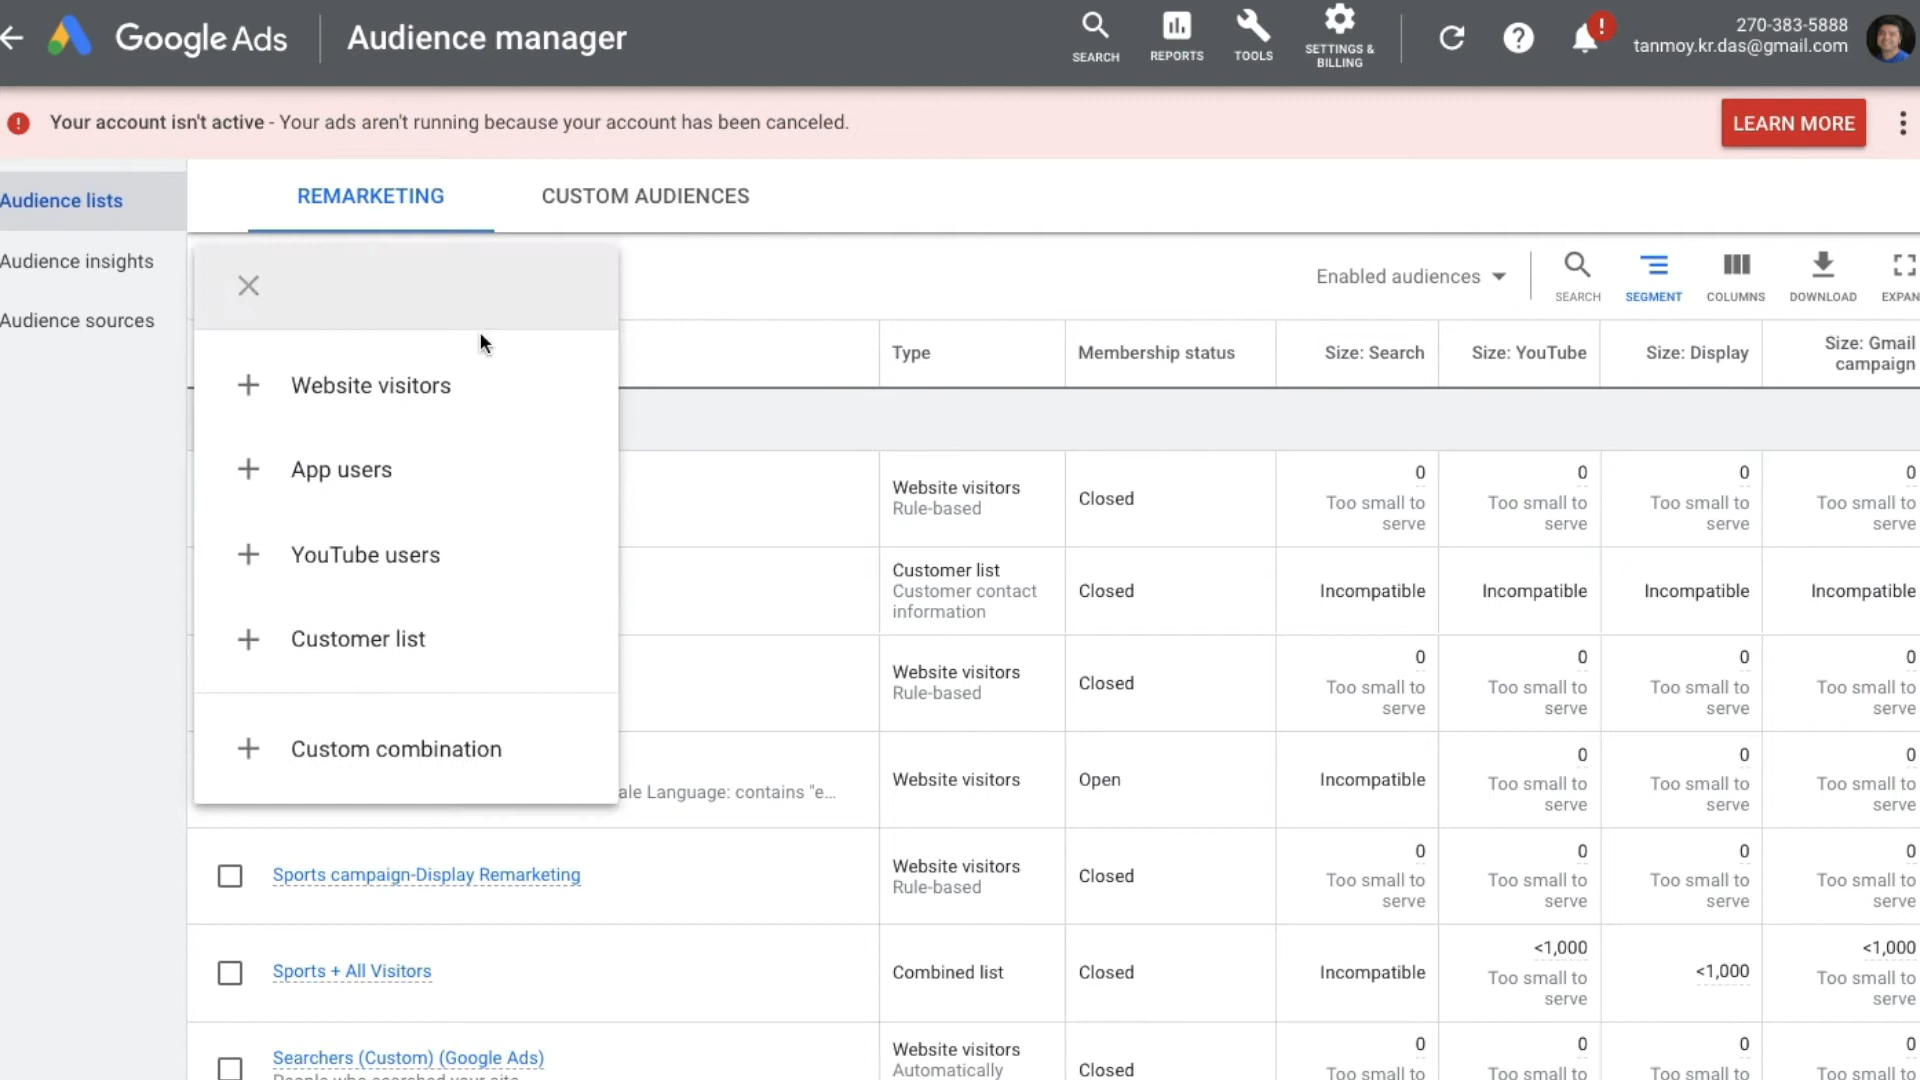 Google Ads
Audience manager
SEARCH
REPORTS
TOOLS
SETTINGS &
BILLING
!
270-383-5888
tanmoy.kr.das@gmail.com
Your account isn't active - Your ads aren't running because your account has been canceled.
LEARN MORE
Audience lists
Audience insights
Audience sources
REMARKETING
CUSTOM AUDIENCES
Enabled audiences
SEARCH
SEGMENT
COLUMNS
DOWNLOAD
EXPAN
Website visitors
App users
YouTube users
Customer list
Custom combination
Type
Membership status
Size: Search
Size: YouTube
Size: Display
Size: Gmail
campaign
Website visitors
Rule-based
Closed
0
Too small to
serve
0
Too small to
serve
0
Too small to
serve
0
Too small to
serve
Customer list
Customer contact
information
Closed
Incompatible
Incompatible
Incompatible
Incompatible
Website visitors
Rule-based
Closed
0
Too small to
serve
0
Too small to
serve
0
Too small to
serve
0
Too small to
serve
ale Language: contains "e...
Website visitors
Open
Incompatible
0
Too small to
serve
0
Too small to
serve
0
Too small to
serve
Sports campaign-Display Remarketing
Website visitors
Rule-based
Closed
0
Too small to
serve
0
Too small to
serve
0
Too small to
serve
0
Too small to
serve
Sports + All Visitors
Combined list
Closed
Incompatible
<1,000
Too small to
serve
<1,000
<1,000
Too small to
serve
Searchers (Custom) (Google Ads)
People who searched your site
Website visitors
Automatically
Closed
0
Too small to
0
Too small to
0
Too small to
0
Too small to